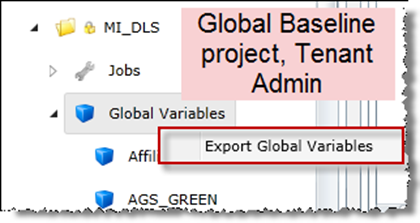 MI_DLS
Global Baseline
project, Tenant
Admin
Jobs
Global Variables
Export Global Variables
Affil
AGS_GREEN